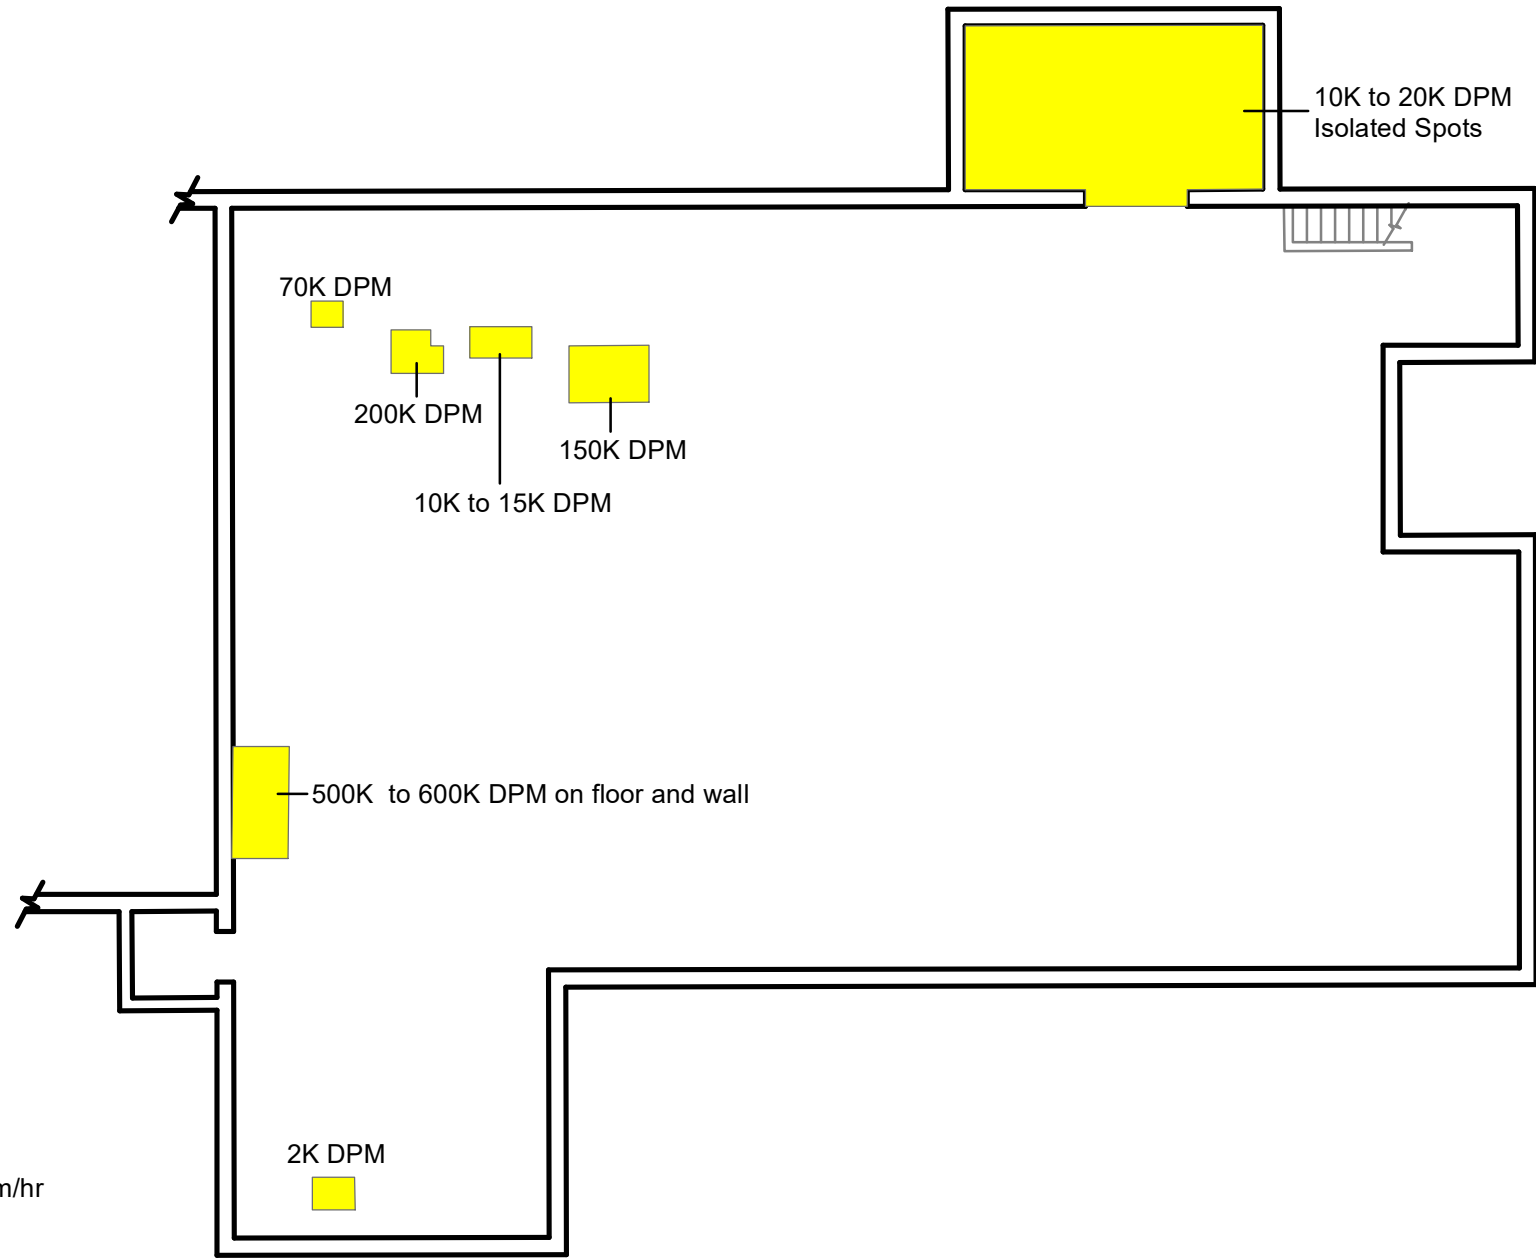 10K to 20K DPM
Isolated Spots
70K DPM
200K DPM
150K DPM
10K to 15K DPM
500K  to 600K DPM on floor and wall
2K DPM
m/hr